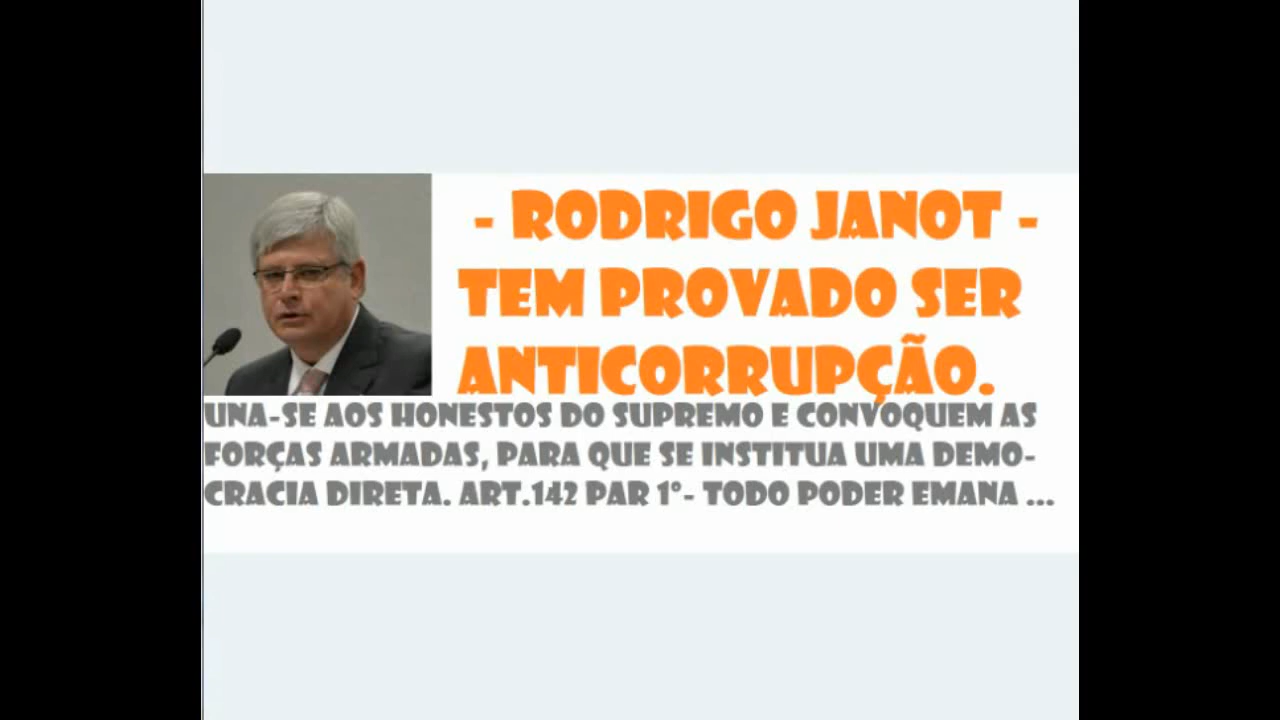 - RODRIGO JANOT -
TEM PROVADO SER
ANTICORRUPÇÃO.
UNA-SE AOS HONESTOS DO SUPREMO E CONVOQUEM AS
FORÇAS ARMADAS, PARA QUE SE INSTITUA UMA DEMO-
CRACIA DIRETA. ART.142 PAR 1º- TODO PODER EMANA ...